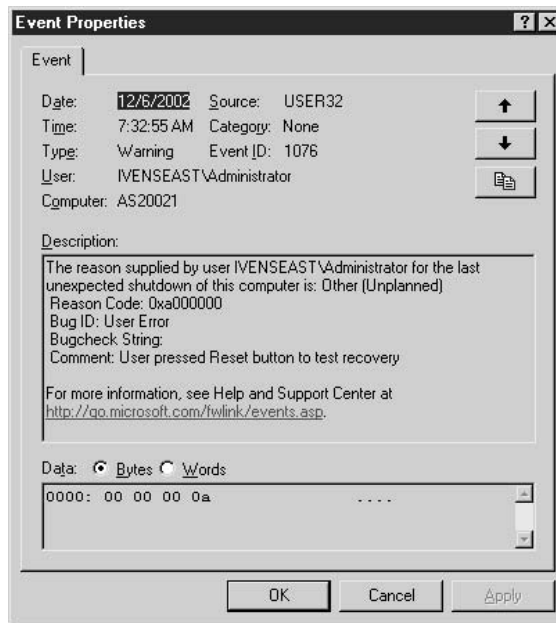 Event Properties
Event
Date: 12/6/2002 Source: USER32
Time: 7:32:55 AM Category: None
Type: Warning Event ID: 1076
User: IVENSEAST\Administrator
Computer: AS20021
Description:
The reason supplied by user IVENSEAST\Administrator for the last
unexpected shutdown of this computer is: Other (Unplanned)
Reason Code: 0xa000000
Bug ID: User Error
Bugcheck String:
Comment: User pressed Reset button to test recovery
For more information, see Help and Support Center at
http://go.microsoft.com/fwlink/events.asp.
Data: Bytes Words
0000: 00 00 00 0a ....
OK Cancel Apply